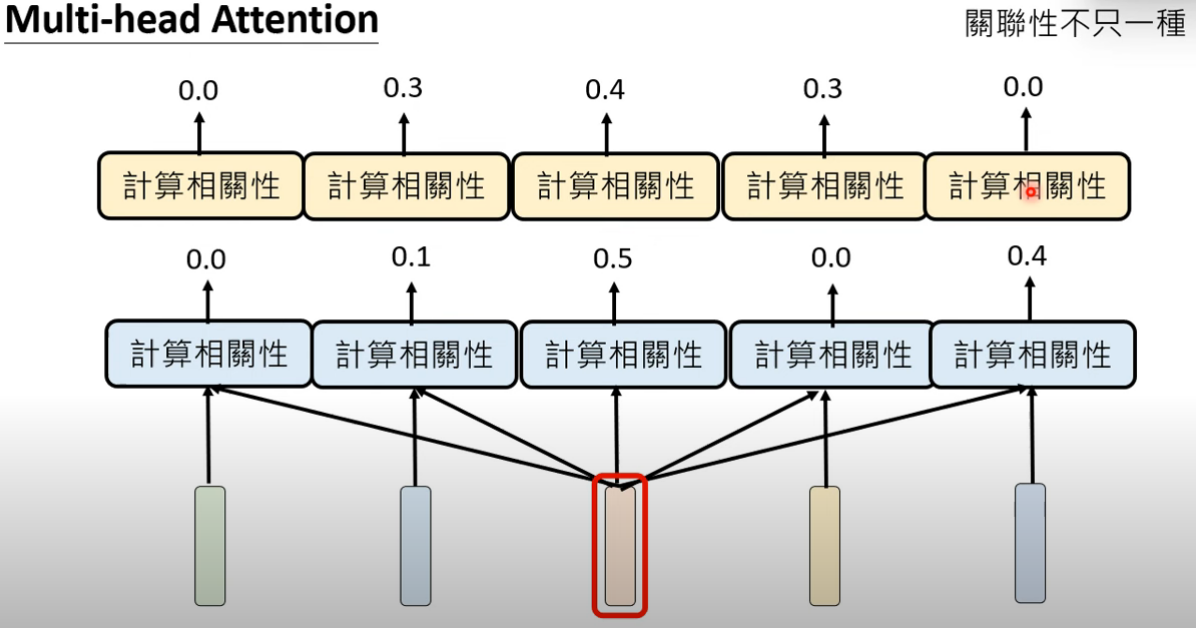 Multi-head Attention
關聯性不只一種
0.0 0.3 0.4 0.3 0.0
計算相關性 計算相關性 計算相關性 計算相關性 計算相關性
0.0 0.1 0.5 0.0 0.4
計算相關性 計算相關性 計算相關性 計算相關性 計算相關性